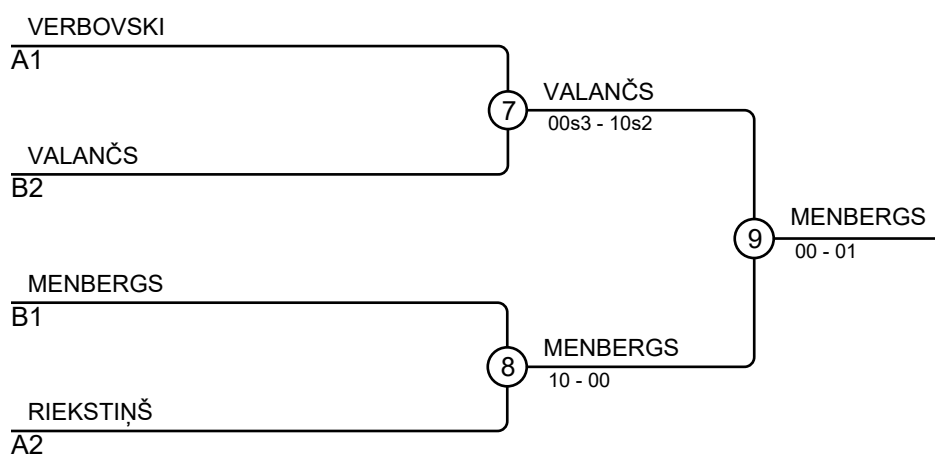 VERBOVSKI
A1
7
VALANČS
00s3 - 10s2
VALANČS
B2
9
MENBERGS
00 - 01
MENBERGS
B1
8
MENBERGS
10 - 00
RIEKSTIŅŠ
A2